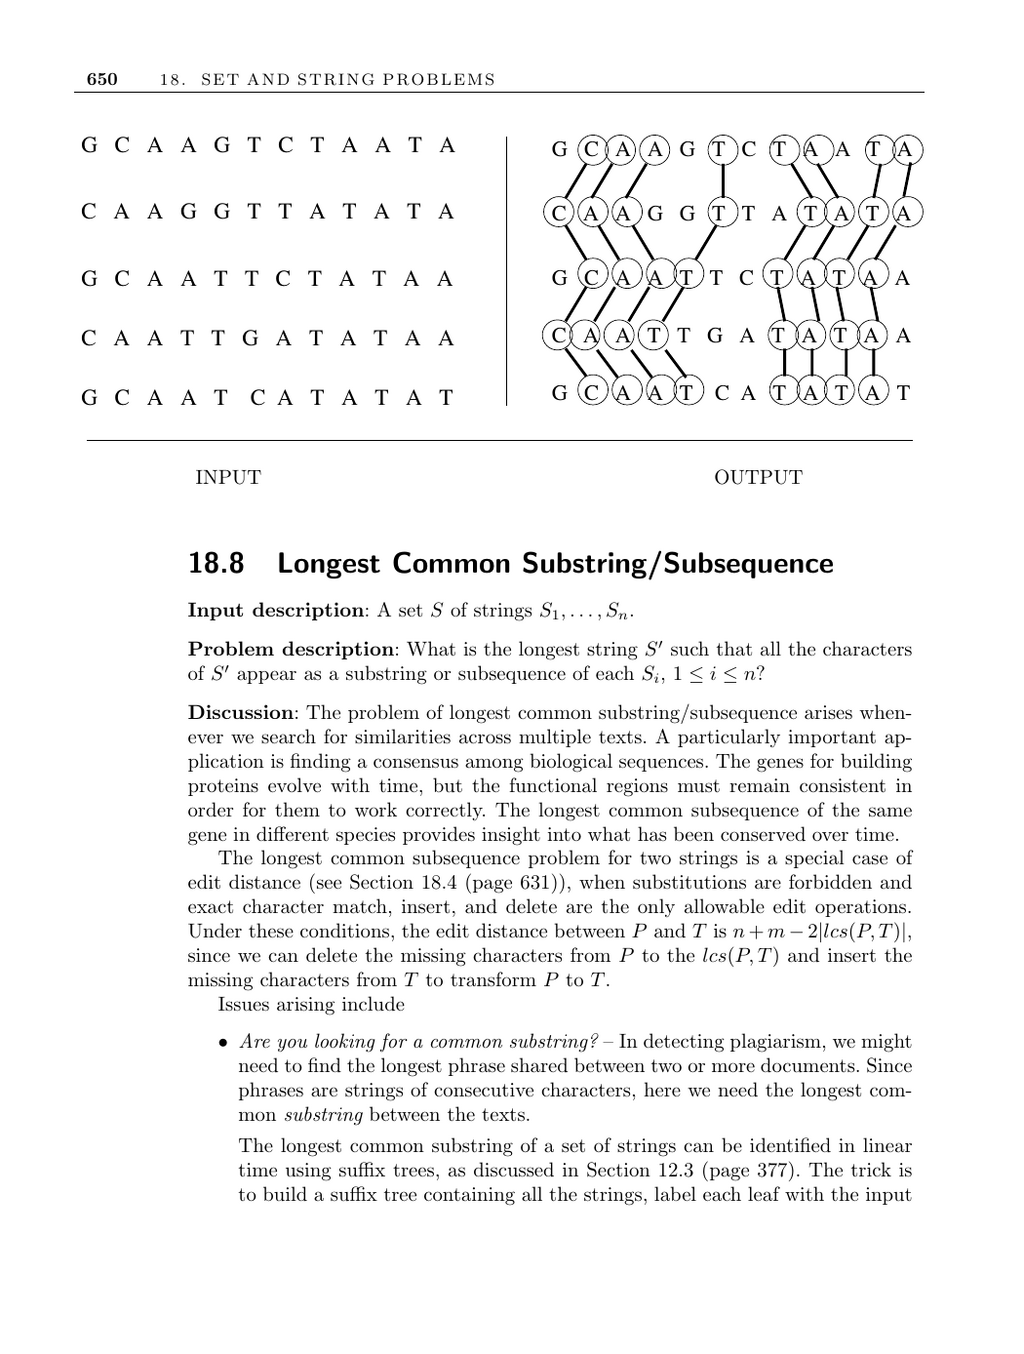 650 18. SET AND STRING PROBLEMS
G C A A G T C T A A T A
C A A G G T T A T A T A
G C A A T T C T A T A A
C A A T T G A T A T A A
G C A A T C A T A T A T
G C A A G T C T A A T A
C A A G G T T A T A T A
G C A A T T C T A T A A
C A A T T G A T A T A A
G C A A T C A T A T A T
INPUT OUTPUT
18.8 Longest Common Substring/Subsequence
Input description: A set S of strings S1, . . . , Sn.
Problem description: What is the longest string S′ such that all the characters
of S′ appear as a substring or subsequence of each Si, 1 ≤ i ≤ n?
Discussion: The problem of longest common substring/subsequence arises when-
ever we search for similarities across multiple texts. A particularly important ap-
plication is finding a consensus among biological sequences. The genes for building
proteins evolve with time, but the functional regions must remain consistent in
order for them to work correctly. The longest common subsequence of the same
gene in different species provides insight into what has been conserved over time.
The longest common subsequence problem for two strings is a special case of
edit distance (see Section 18.4 (page 631)), when substitutions are forbidden and
exact character match, insert, and delete are the only allowable edit operations.
Under these conditions, the edit distance between P and T is n + m − 2|lcs(P, T)|,
since we can delete the missing characters from P to the lcs(P, T) and insert the
missing characters from T to transform P to T.
Issues arising include
• Are you looking for a common substring? – In detecting plagiarism, we might
need to find the longest phrase shared between two or more documents. Since
phrases are strings of consecutive characters, here we need the longest com-
mon substring between the texts.
The longest common substring of a set of strings can be identified in linear
time using suffix trees, as discussed in Section 12.3 (page 377). The trick is
to build a suffix tree containing all the strings, label each leaf with the input